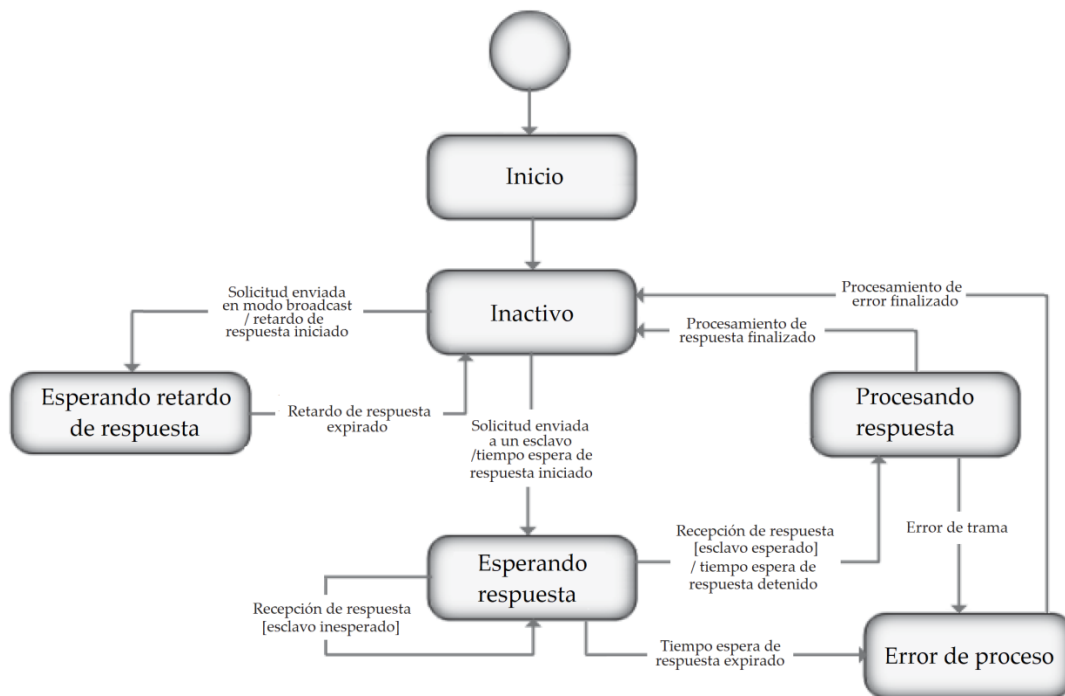 Inicio
Inactivo
Solicitud enviada
en modo broadcast
/ retardo de
respuesta iniciado
Procesamiento de
error finalizado
Procesamiento de
respuesta finalizado
Esperando retardo
de respuesta
Retardo de respuesta
expirado
Solicitud enviada
a un esclavo
/tiempo espera de
respuesta iniciado
Procesando
respuesta
Esperando
respuesta
Recepción de respuesta
[esclavo esperado]
/ tiempo espera de
respuesta detenido
Error de trama
Recepción de respuesta
[esclavo inesperado]
Tiempo espera de
respuesta expirado
Error de proceso